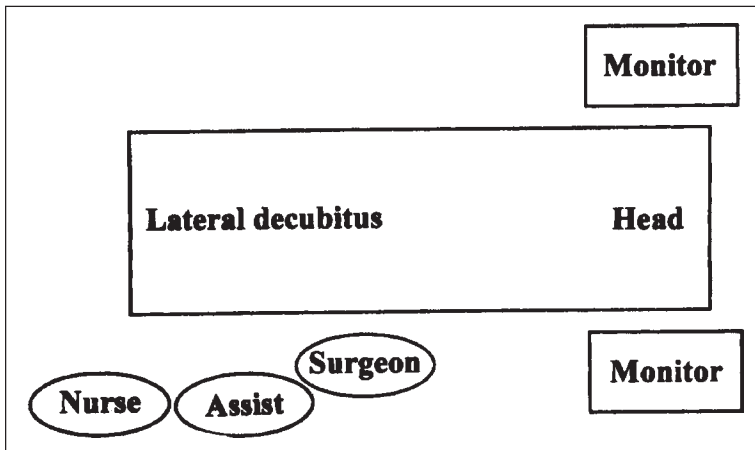 Monitor
Lateral decubitus
Head
Surgeon
Monitor
Nurse
Assist